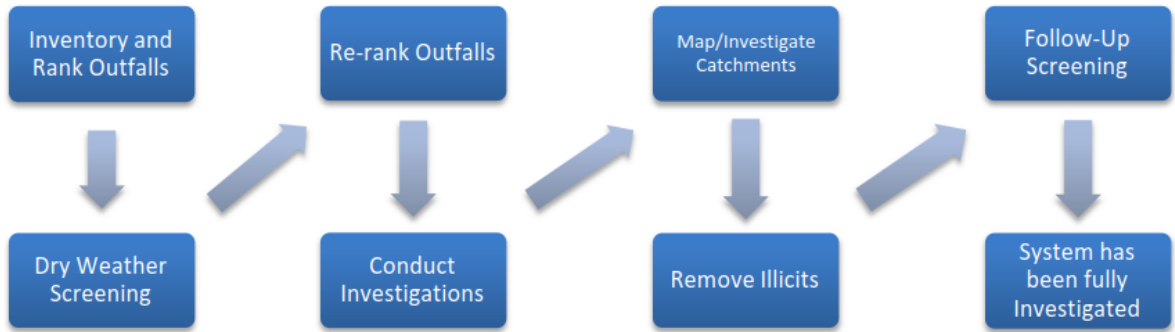 Inventory and
Rank Outfalls
Dry Weather
Screening
Re-rank Outfalls
Conduct
Investigations
Map/Investigate
Catchments
Remove Illicits
Follow-Up
Screening
System has
been fully
Investigated